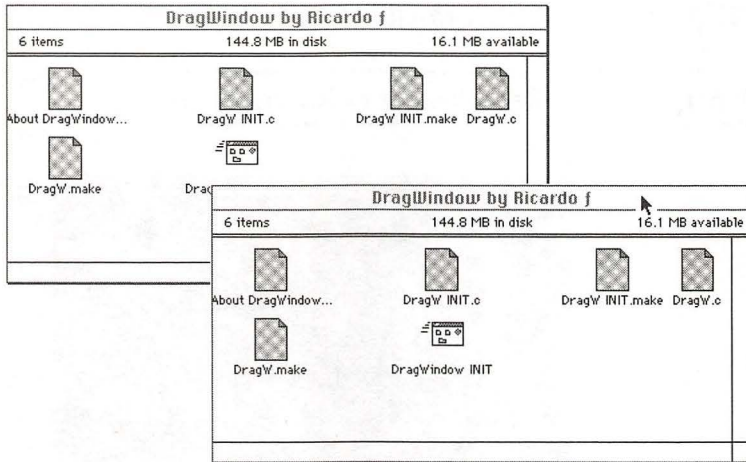 DragWindow by Ricardo ƒ
6 items 144.8 MB in disk 16.1 MB available
About DragWindow... DragW INIT.c DragW INIT.make DragW.c
DragW.make Drag
DragWindow by Ricardo ƒ
6 items 144.8 MB in disk 16.1 MB available
About DragWindow... DragW INIT.c DragW INIT.make DragW.c
DragW.make DragWindow INIT